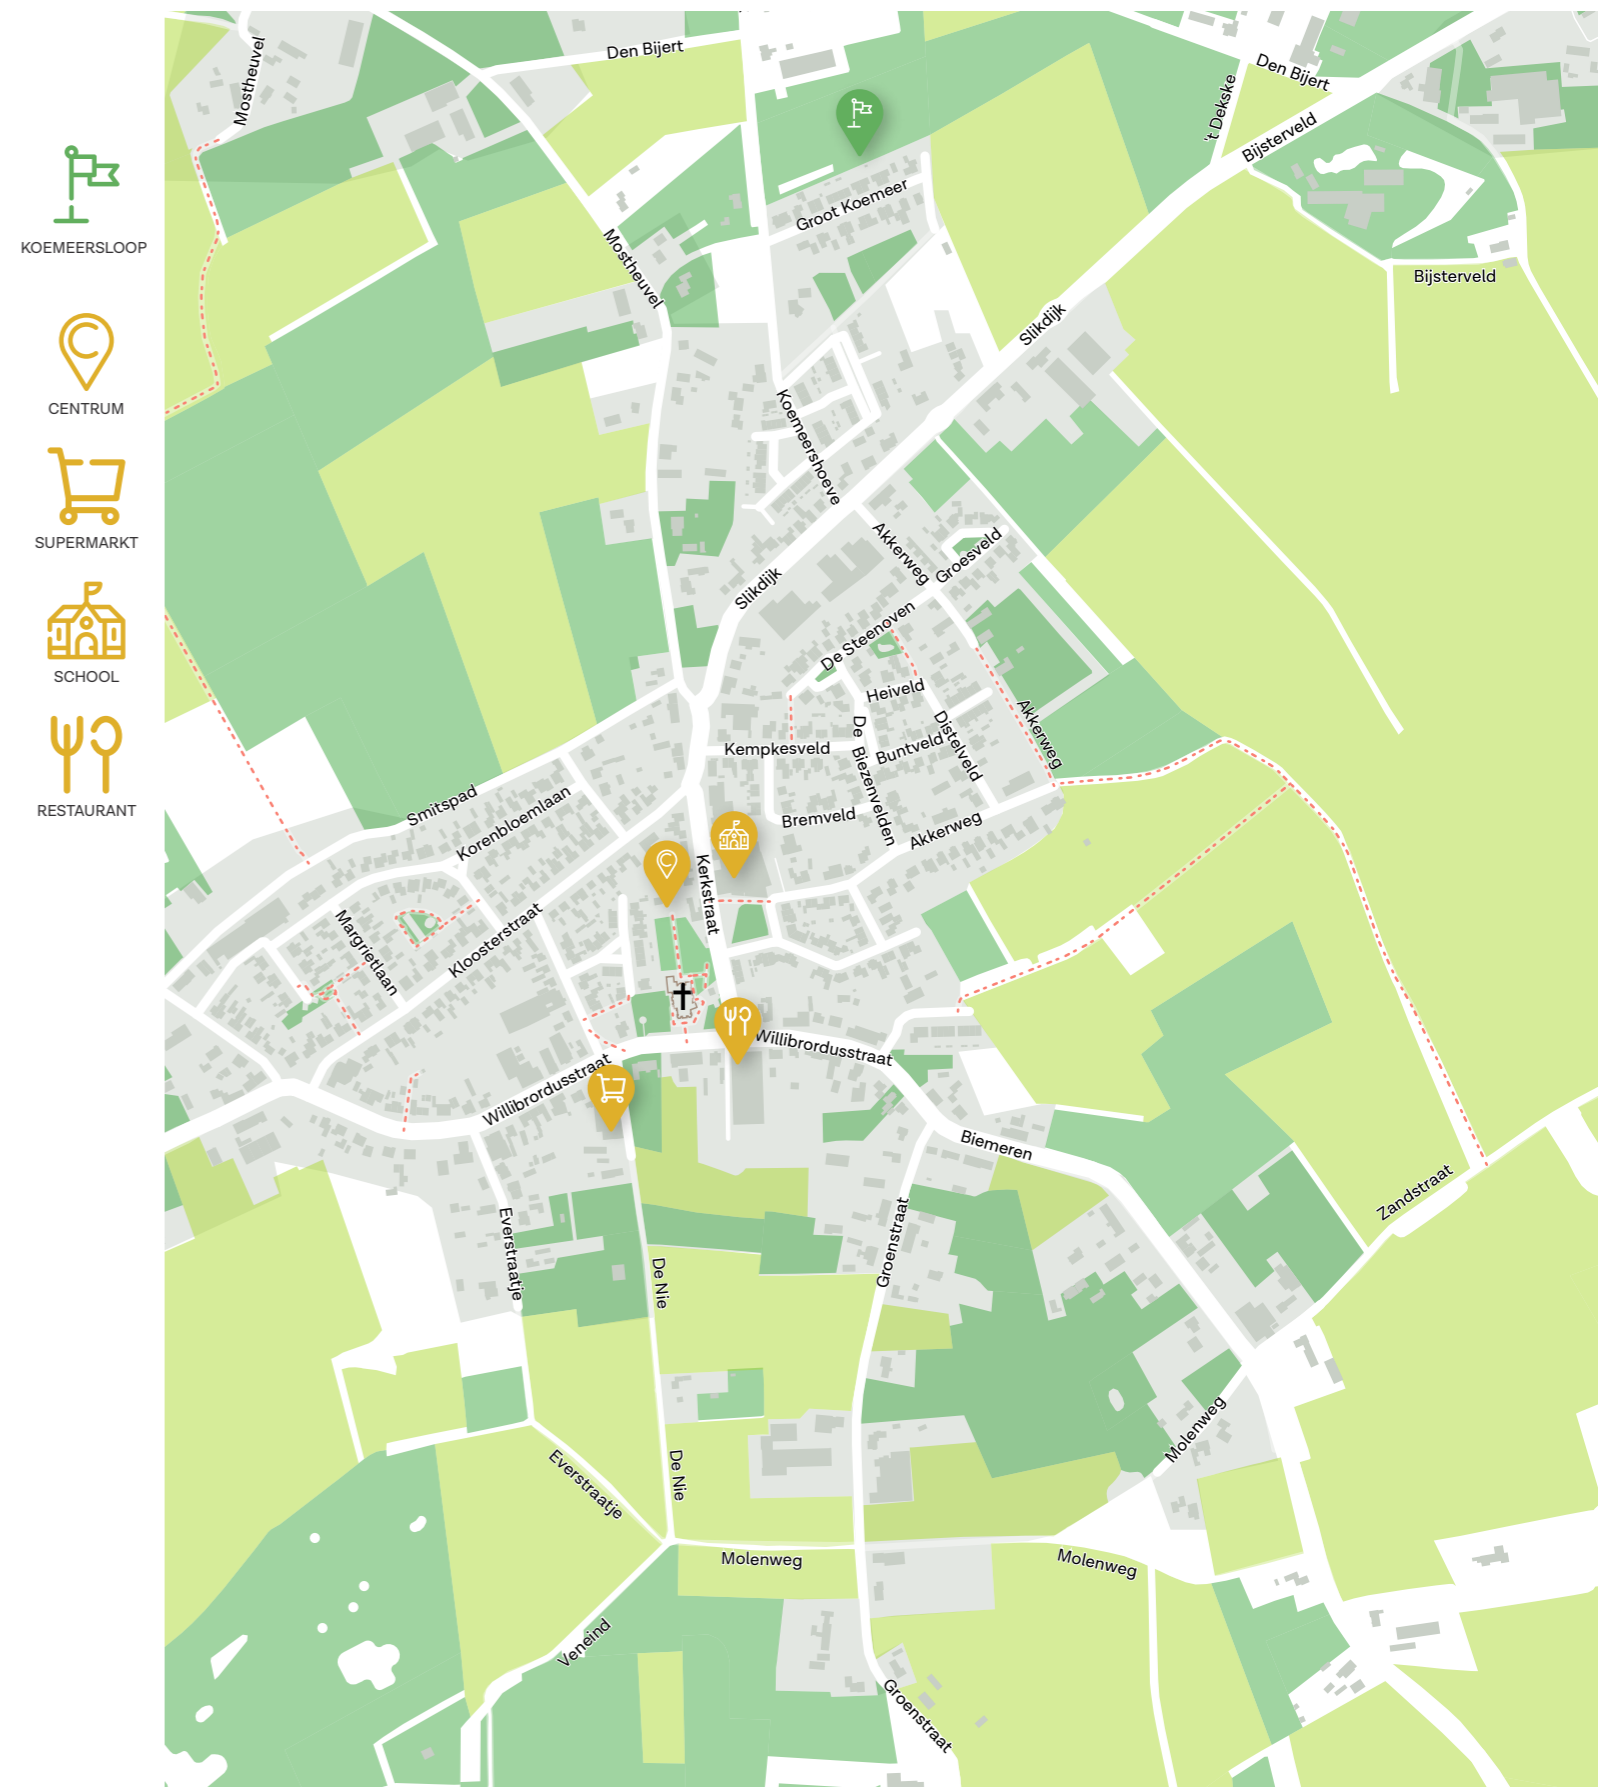 KOEMEERSLOOP
CENTRUM
SUPERMARKT
SCHOOL
RESTAURANT
Mostheuvel
Den Bijert
Den Bijert
't Dekske
Bijsterveld
Groot Koemeer
Mostheuvel
Bijsterveld
Slikdijk
Koemeershoeve
Akkerweg
Groesveld
Slikdijk
De Steenoven
Heiveld
Akkerweg
Distelveld
De Biezenvelden
Kempkesveld
Buntveld
Smitspad
Korenbloemlaan
Bremveld
Akkerweg
Kerkstraat
Margrietlaan
Kloosterstraat
Willibrordusstraat
Willibrordusstraat
Biemeren
Zandstraat
Everstraatje
De Nie
Groenstraat
Molenweg
Everstraatje
De Nie
Molenweg
Molenweg
Veneind
Groenstraat